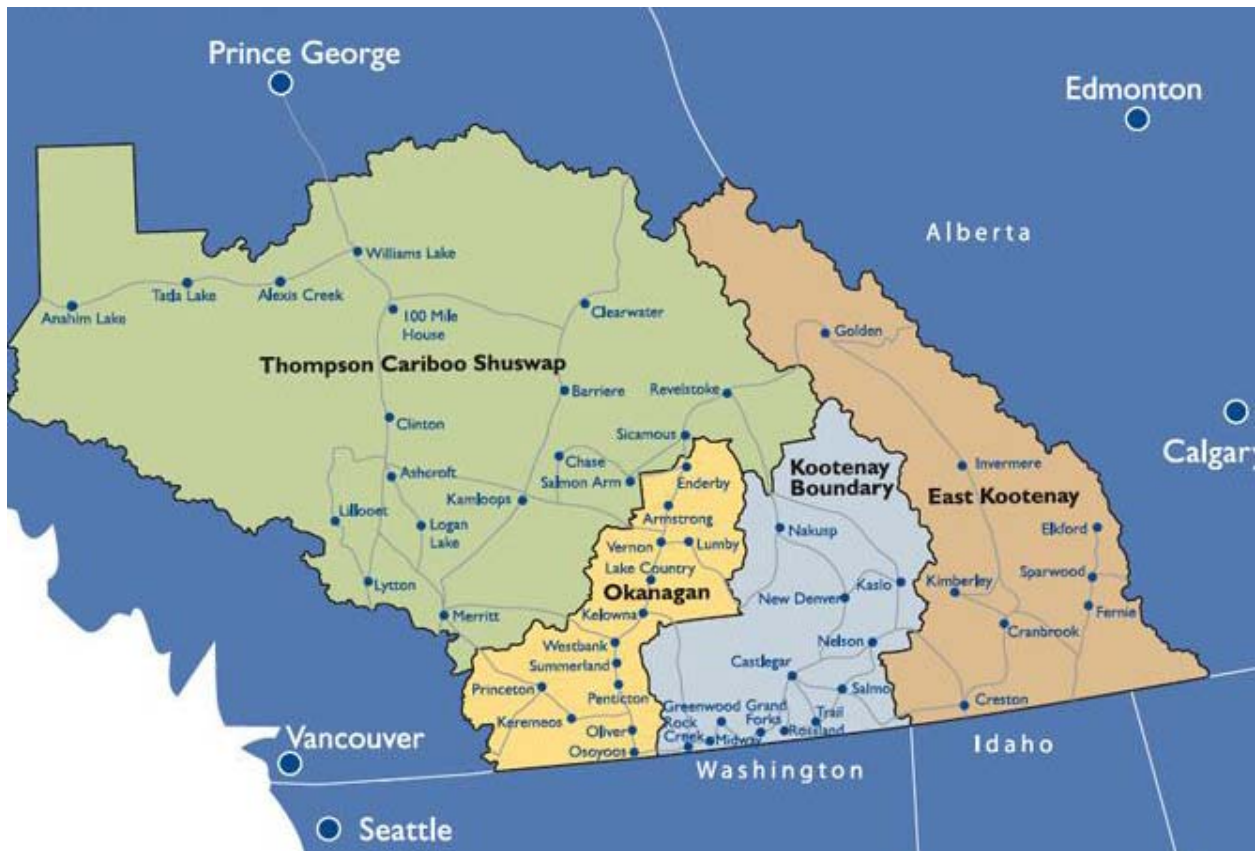 Prince George
Edmonton
Alberta
Williams Lake
Tatla Lake
Alexis Creek
Anahim Lake
100 Mile
House
Clearwater
Golden
Thompson Cariboo Shuswap
Barriere
Revelstoke
Clinton
Sicamous
Calgary
Chase
Ashcroft
Salmon Arm
Enderby
Kootenay
Boundary
Invermere
East Kootenay
Kamloops
Lillooet
Logan
Lake
Armstrong
Nakusp
Elkford
Vernon
Lumby
Lake Country
Lytton
Okanagan
New Denver
Kaslo
Kimberley
Sparwood
Merritt
Kelowna
Fernie
Cranbrook
Westbank
Nelson
Summerland
Castlegar
Princeton
Penticton
Salmo
Creston
Keremeos
Greenwood
Grand
Forks
Trail
Rock
Creek
Oliver
Midway
Rossland
Osoyoos
Vancouver
Washington
Idaho
Seattle